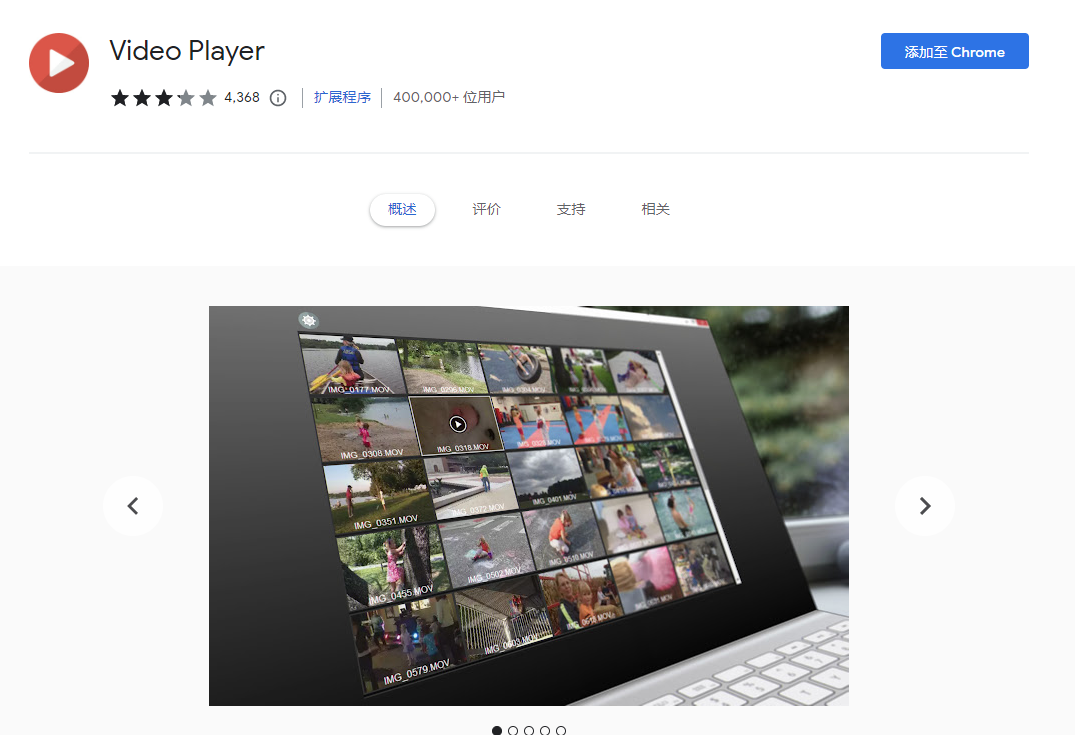 Video Player
添加至 Chrome
4,368
扩展程序
400,000+ 位用户
概述
评价
支持
相关
IMG_0177.MOV
IMG_0296.MOV
IMG_0304.MOV
IMG_0308.MOV
IMG_0318.MOV
IMG_0326.MOV
IMG_0351.MOV
IMG_0372.MOV
IMG_0401.MOV
IMG_0455.MOV
IMG_0502.MOV
IMG_0510.MOV
IMG_0579.MOV
IMG_0603.MOV
IMG_0612.MOV